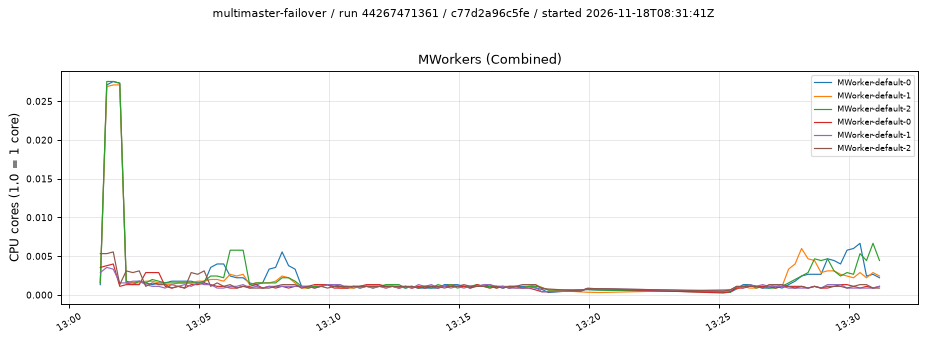 multimaster-failover / run 44267471361 / c77d2a96c5fe / started 2026-11-18T08:31:41Z
MWorkers (Combined)
CPU cores (1.0 = 1 core)
0.025
0.020
0.015
0.010
0.005
0.000
13:00
13:05
13:10
13:15
13:20
13:25
13:30
MWorker-default-0
MWorker-default-1
MWorker-default-2
MWorker-default-0
MWorker-default-1
MWorker-default-2